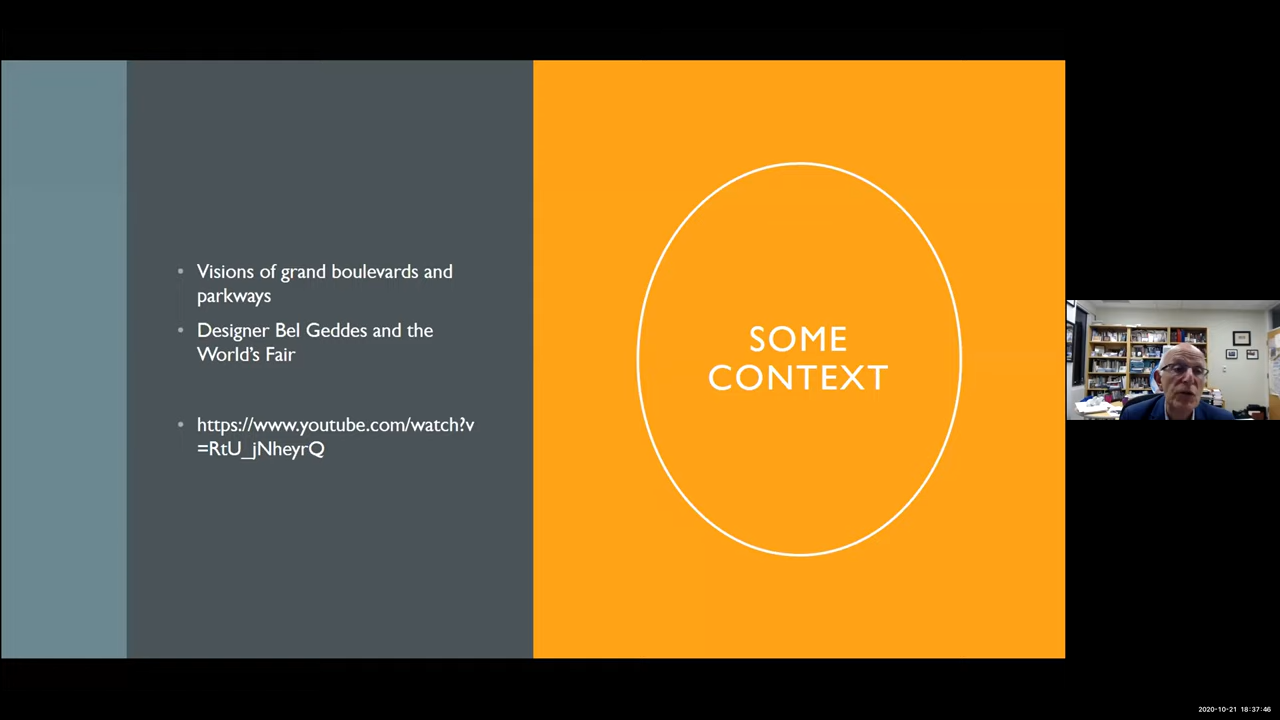 • Visions of grand boulevards and
parkways
• Designer Bel Geddes and the
World's Fair
• https://www.youtube.com/watch?v
=RtU_jNheyrQ
SOME
CONTEXT
2020-10-21 18:37:46